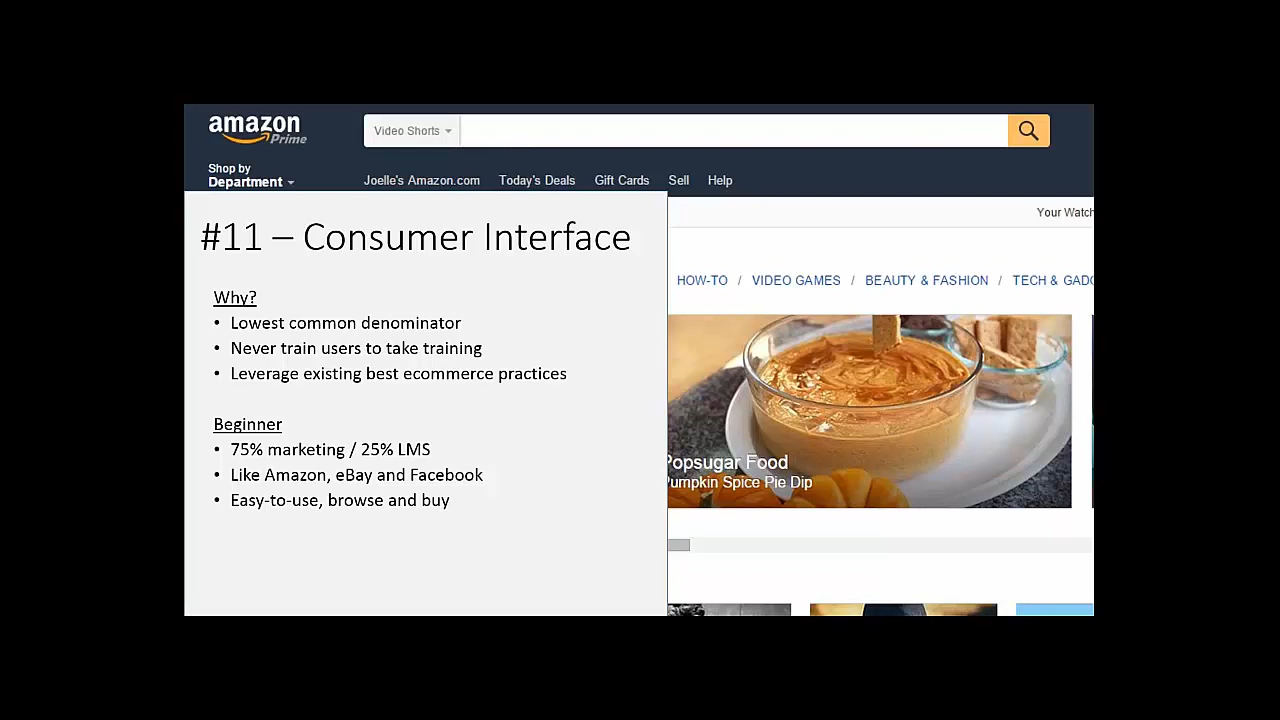 amazon
Prime
Video Shorts
Shop by
Department
Joelle's Amazon.com Today's Deals Gift Cards Sell Help
Your Watch
#11 – Consumer Interface
HOW-TO / VIDEO GAMES / BEAUTY & FASHION / TECH & GADG
Why?
• Lowest common denominator
• Never train users to take training
• Leverage existing best ecommerce practices
Beginner
• 75% marketing / 25% LMS
• Like Amazon, eBay and Facebook
• Easy-to-use, browse and buy
Popsugar Food
Pumpkin Spice Pie Dip